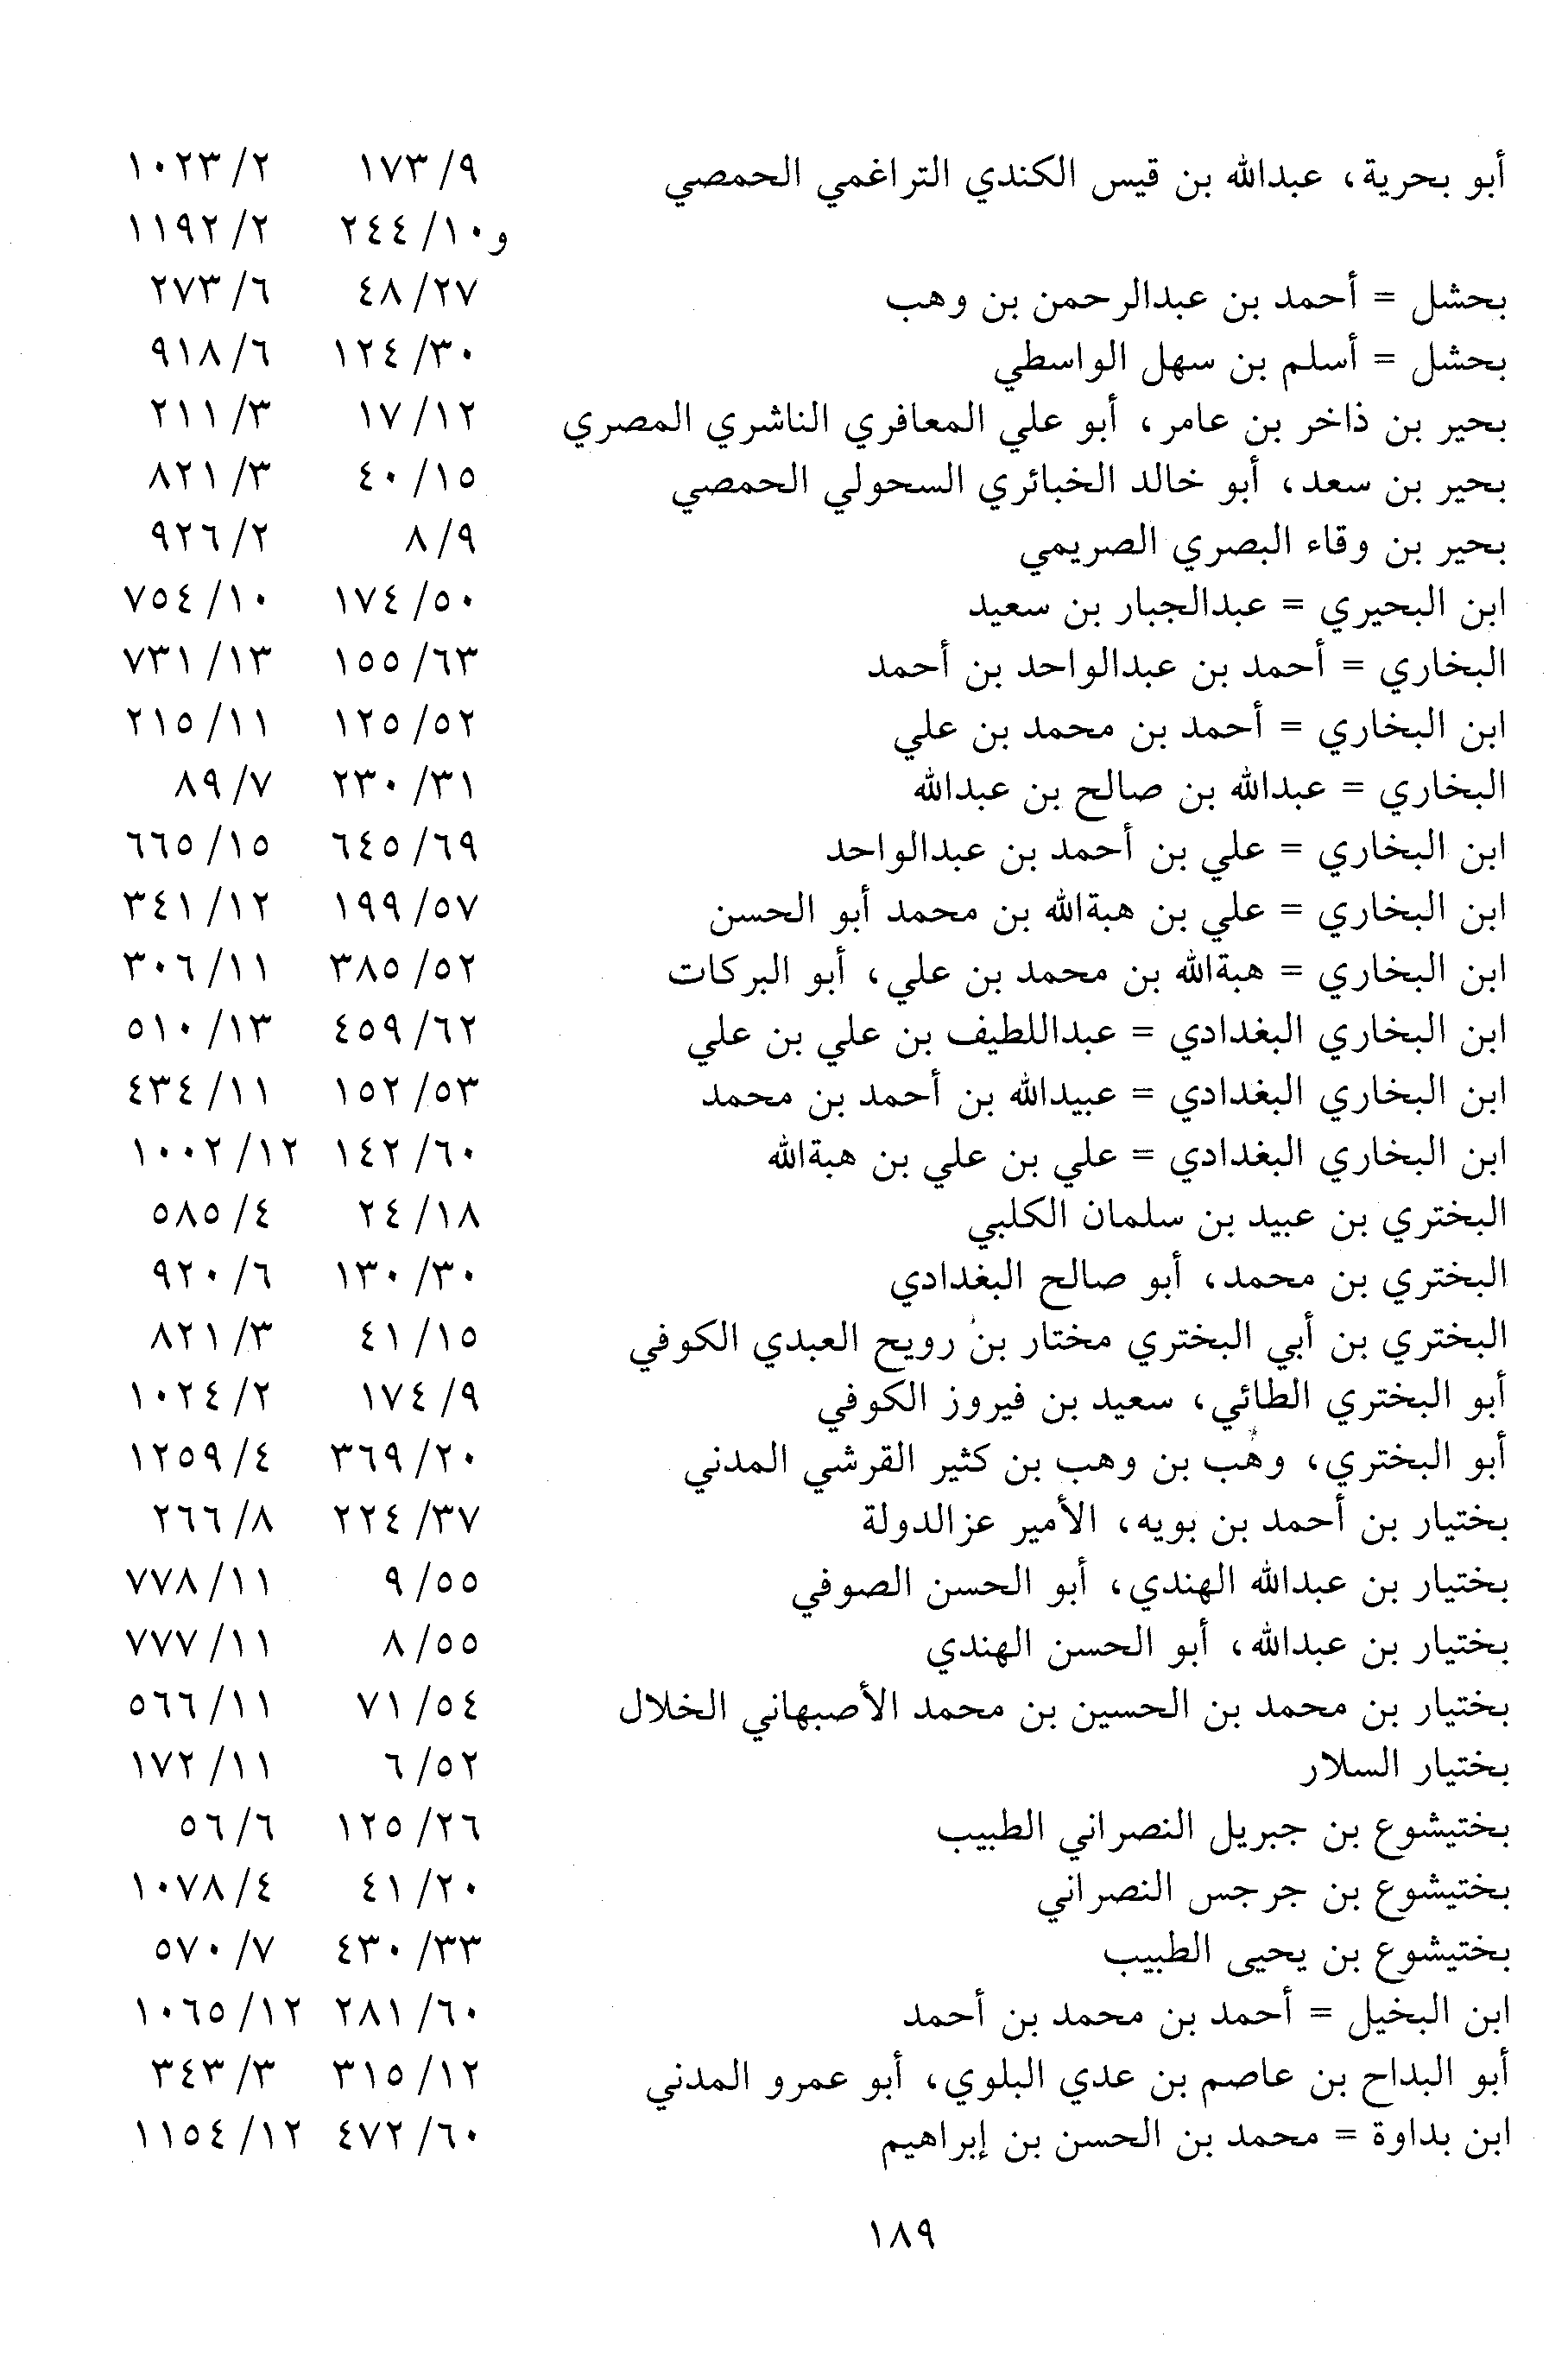 أبو بحرية، عبدالله بن قيس الكندي التراغمي الحمصي ٩/ ١٧٣ ٢/ ١٠٢٣
و١٠/ ٢٤٤ ٢/ ١١٩٢
بحشل = أحمد بن عبدالرحمن بن وهب ٢٧/ ٤٨ ٦/ ٢٧٣
بحشل = أسلم بن سهل الواسطي ٣٠/ ١٢٤ ٦/ ٩١٨
بحير بن ذاخر بن عامر، أبو علي المعافري الناشري المصري ١٢/ ١٧ ٣/ ٢١١
بحير بن سعد، أبو خالد الخبائري السحولي الحمصي ١٥/ ٤٠ ٣/ ٨٢١
بحير بن وقاء البصري الصريمي ٩/ ٨ ٢/ ٩٢٦
ابن البحيري = عبدالجبار بن سعيد ٥٠/ ١٧٤ ١٠/ ٧٥٤
البخاري = أحمد بن عبدالواحد بن أحمد ٦٣/ ١٥٥ ١٣/ ٧٣١
ابن البخاري = أحمد بن محمد بن علي ٥٢/ ١٢٥ ١١/ ٢١٥
البخاري = عبدالله بن صالح بن عبدالله ٣١/ ٢٣٠ ٧/ ٨٩
ابن البخاري = علي بن أحمد بن عبدالواحد ٦٩/ ٦٤٥ ١٥/ ٦٦٥
ابن البخاري = علي بن هبةالله بن محمد أبو الحسن ٥٧/ ١٩٩ ١٢/ ٣٤١
ابن البخاري = هبةالله بن محمد بن علي، أبو البركات ٥٢/ ٣٨٥ ١١/ ٣٠٦
ابن البخاري البغدادي = عبداللطيف بن علي بن علي ٦٢/ ٤٥٩ ١٣/ ٥١٠
ابن البخاري البغدادي = عبيدالله بن أحمد بن محمد ٥٣/ ١٥٢ ١١/ ٤٣٤
ابن البخاري البغدادي = علي بن علي بن هبةالله ٦٠/ ١٤٢ ١٢/ ١٠٠٢
البختري بن عبيد بن سلمان الكلبي ١٨/ ٢٤ ٤/ ٥٨٥
البختري بن محمد، أبو صالح البغدادي ٣٠/ ١٣٠ ٦/ ٩٢٠
البختري بن أبي البختري مختار بن رويح العبدي الكوفي ١٥/ ٤١ ٣/ ٨٢١
أبو البختري الطائي، سعيد بن فيروز الكوفي ٩/ ١٧٤ ٢/ ١٠٢٤
أبو البختري، وهب بن وهب بن كثير القرشي المدني ٢٠/ ٣٦٩ ٤/ ١٢٥٩
بختيار بن أحمد بن بويه، الأمير عزالدولة ٣٧/ ٢٢٤ ٨/ ٢٦٦
بختيار بن عبدالله الهندي، أبو الحسن الصوفي ٥٥/ ٩ ١١/ ٧٧٨
بختيار بن عبدالله، أبو الحسن الهندي ٥٥/ ٨ ١١/ ٧٧٧
بختيار بن محمد بن الحسين بن محمد الأصبهاني الخلال ٥٤/ ٧١ ١١/ ٥٦٦
بختيار السلار ٥٢/ ٦ ١١/ ١٧٢
بختيشوع بن جبريل النصراني الطبيب ٢٦/ ١٢٥ ٦/ ٥٦
بختيشوع بن جرجس النصراني ٢٠/ ٤١ ٤/ ١٠٧٨
بختيشوع بن يحيى الطبيب ٣٣/ ٤٣٠ ٧/ ٥٧٠
ابن البخيل = أحمد بن محمد بن أحمد ٦٠/ ٢٨١ ١٢/ ١٠٦٥
أبو البداح بن عاصم بن عدي البلوي، أبو عمرو المدني ١٢/ ٣١٥ ٣/ ٣٤٣
ابن بداوة = محمد بن الحسن بن إبراهيم ٦٠/ ٤٧٢ ١٢/ ١١٥٤
١٨٩